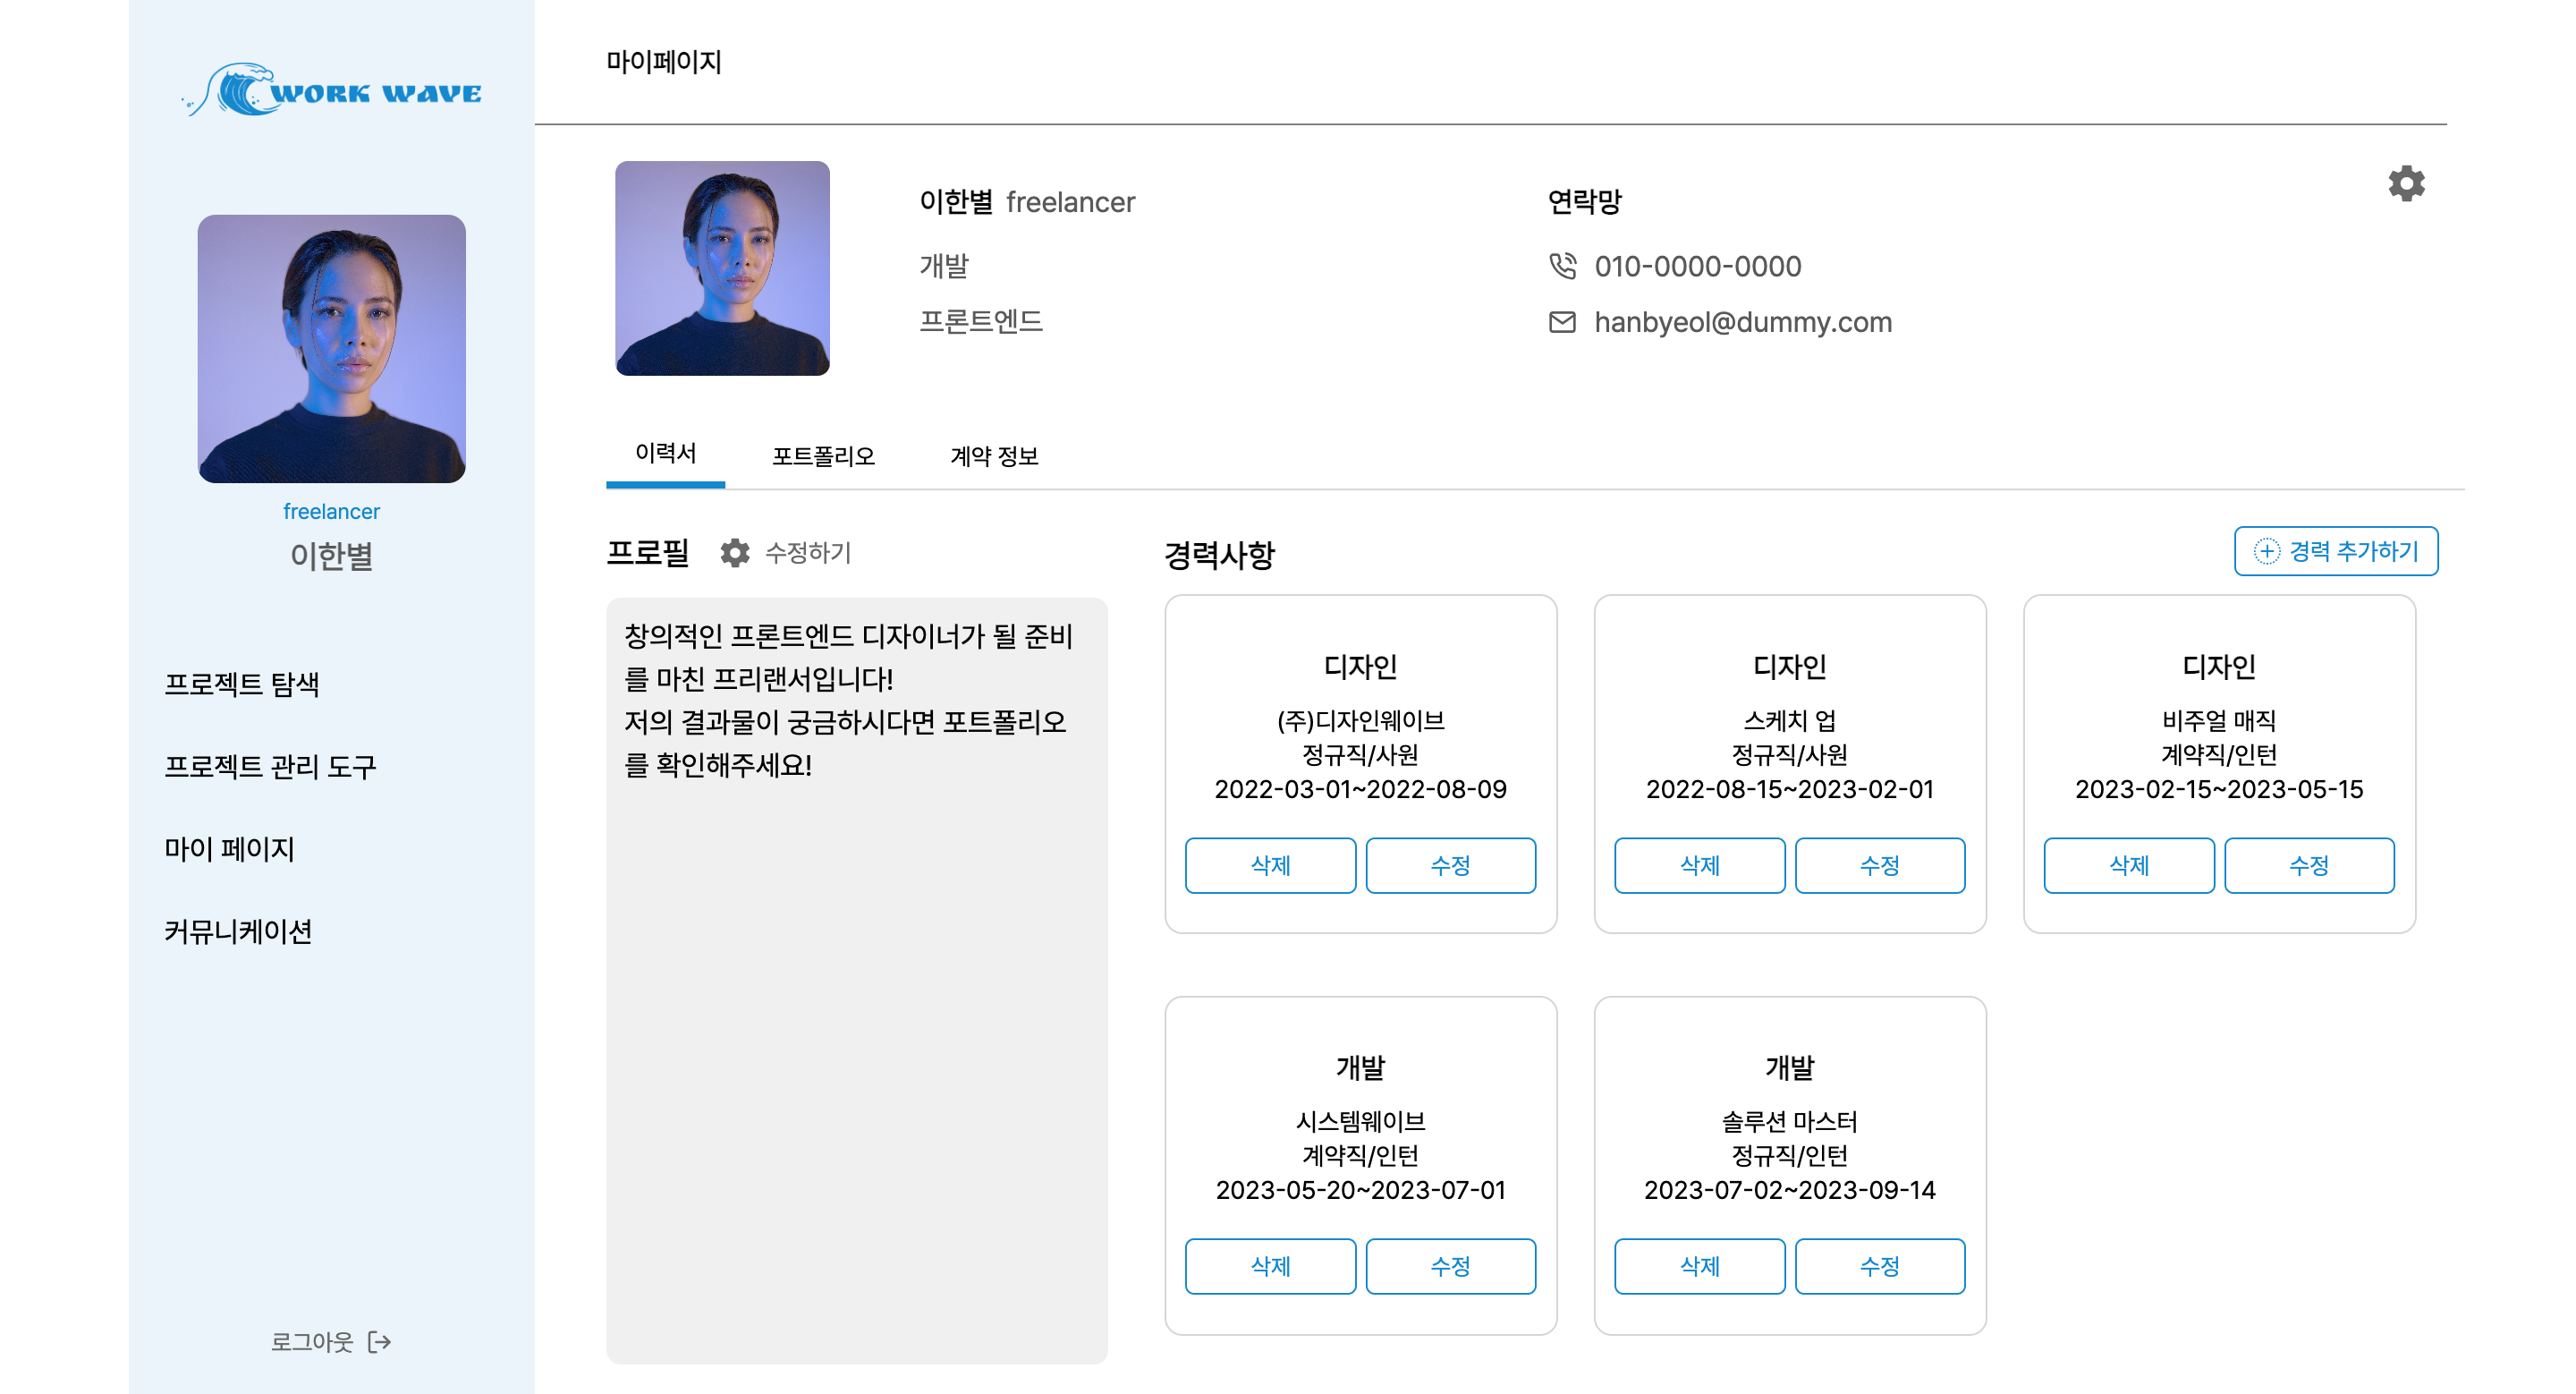 WORK WAVE
freelancer
이한별
프로젝트 탐색
프로젝트 관리 도구
마이 페이지
커뮤니케이션
로그아웃
마이페이지
이한별 freelancer
개발
프론트엔드
연락망
010-0000-0000
hanbyeol@dummy.com
이력서 포트폴리오 계약 정보
프로필 수정하기
창의적인 프론트엔드 디자이너가 될 준비
를 마친 프리랜서입니다!
저의 결과물이 궁금하시다면 포트폴리오
를 확인해주세요!
경력사항
경력 추가하기
디자인
(주)디자인웨이브
정규직/사원
2022-03-01~2022-08-09
삭제 수정
디자인
스케치 업
정규직/사원
2022-08-15~2023-02-01
삭제 수정
디자인
비주얼 매직
계약직/인턴
2023-02-15~2023-05-15
삭제 수정
개발
시스템웨이브
계약직/인턴
2023-05-20~2023-07-01
삭제 수정
개발
솔루션 마스터
정규직/인턴
2023-07-02~2023-09-14
삭제 수정